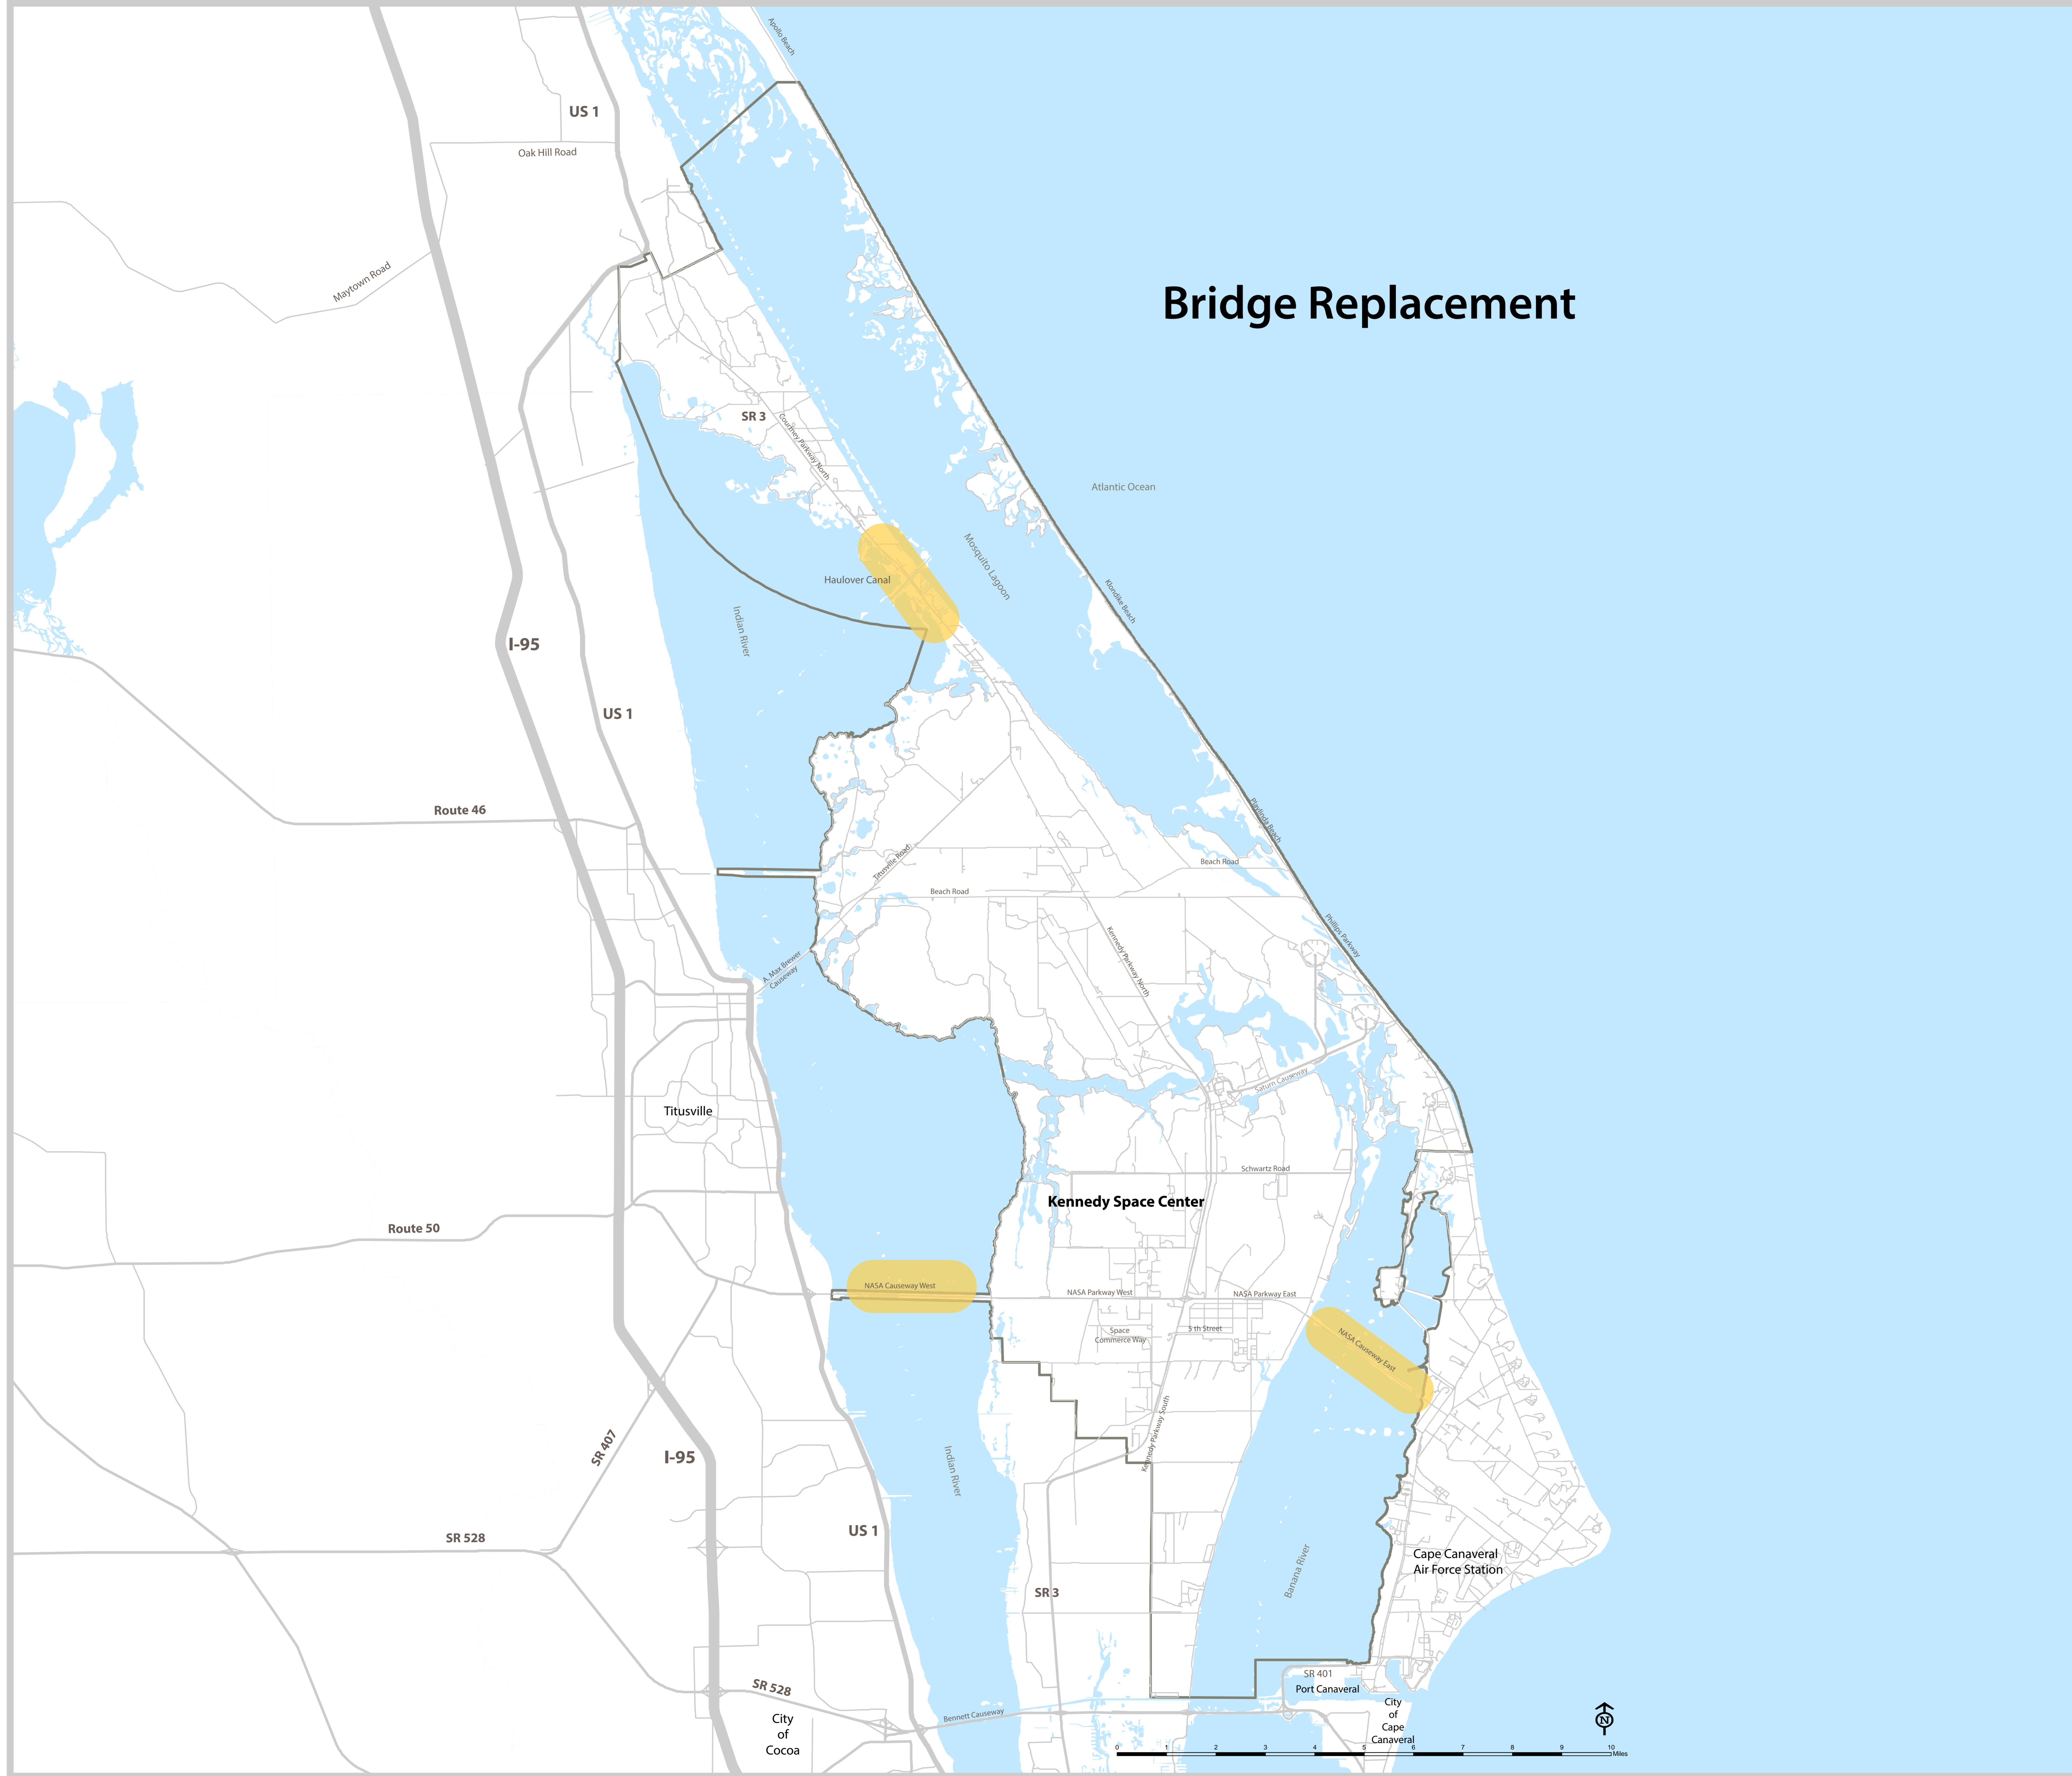 Apollo Beach
US 1
Oak Hill Road
Maytown Road
Bridge Replacement
SR 3
Courtney Parkway North
Atlantic Ocean
Mosquito Lagoon
Haulover Canal
Klondike Beach
Indian River
I-95
US 1
Route 46
Playlinda Beach
Titusville Road
Beach Road
Beach Road
Phillips Parkway
Kennedy Parkway North
A. Max Brewer
Causeway
Saturn Causeway
Titusville
Schwartz Road
Kennedy Space Center
Route 50
NASA Causeway West
NASA Parkway West
NASA Parkway East
Space
Commerce Way
5 th Street
NASA Causeway East
Kennedy Parkway South
SR 407
I-95
Indian River
US 1
SR 528
Cape Canaveral
Air Force Station
Banana River
SR 3
SR 401
Port Canaveral
SR 528
City
of
Cocoa
Bennett Causeway
City
of
Cape
Canaveral
N
0 1 2 3 4 5 6 7 8 9 10
Miles